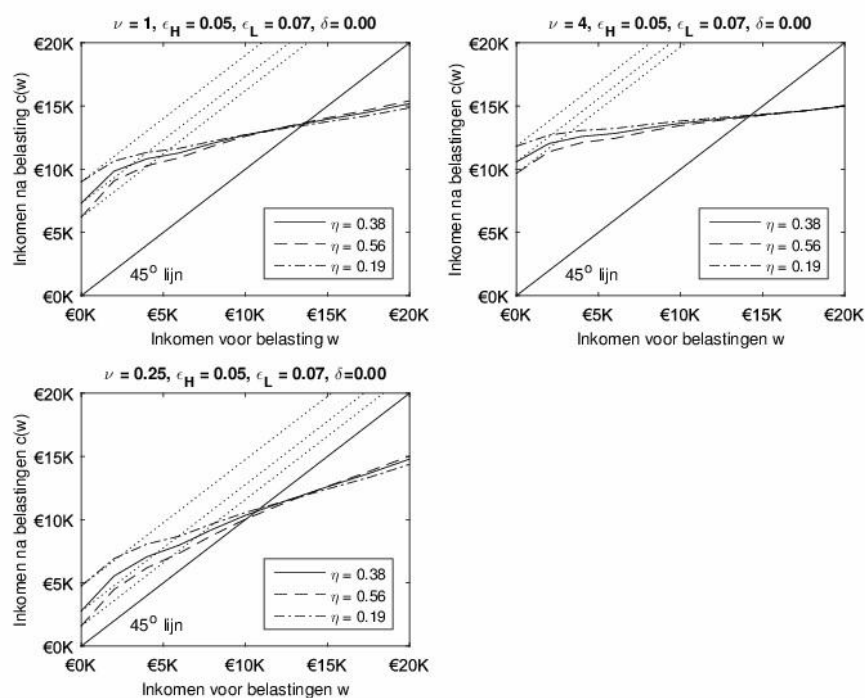 ν = 1, ϵH = 0.05, ϵL = 0.07, δ= 0.00
€20K
€15K
€10K
€5K
€0K
Inkomen na belasting c(w)
η = 0.38
η = 0.56
η = 0.19
45° lijn
€0K €5K €10K €15K €20K
Inkomen voor belasting w
ν = 4, ϵH = 0.05, ϵL = 0.07, δ= 0.00
€20K
€15K
€10K
€5K
€0K
Inkomen na belastingen c(w)
η = 0.38
η = 0.56
η = 0.19
45° lijn
€0K €5K €10K €15K €20K
Inkomen voor belastingen w
ν = 0.25, ϵH = 0.05, ϵL = 0.07, δ=0.00
€20K
€15K
€10K
€5K
€0K
Inkomen na belastingen c(w)
η = 0.38
η = 0.56
η = 0.19
45° lijn
€0K €5K €10K €15K €20K
Inkomen voor belastingen w